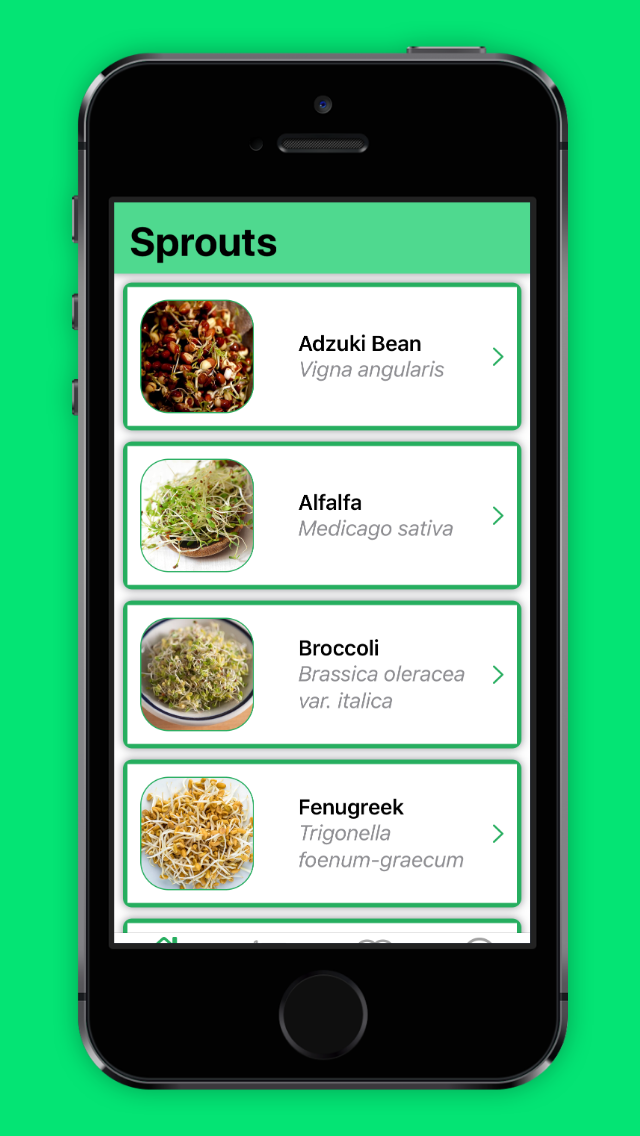 Sprouts
Adzuki Bean
Vigna angularis
Alfalfa
Medicago sativa
Broccoli
Brassica oleracea
var. italica
Fenugreek
Trigonella
foenum-graecum